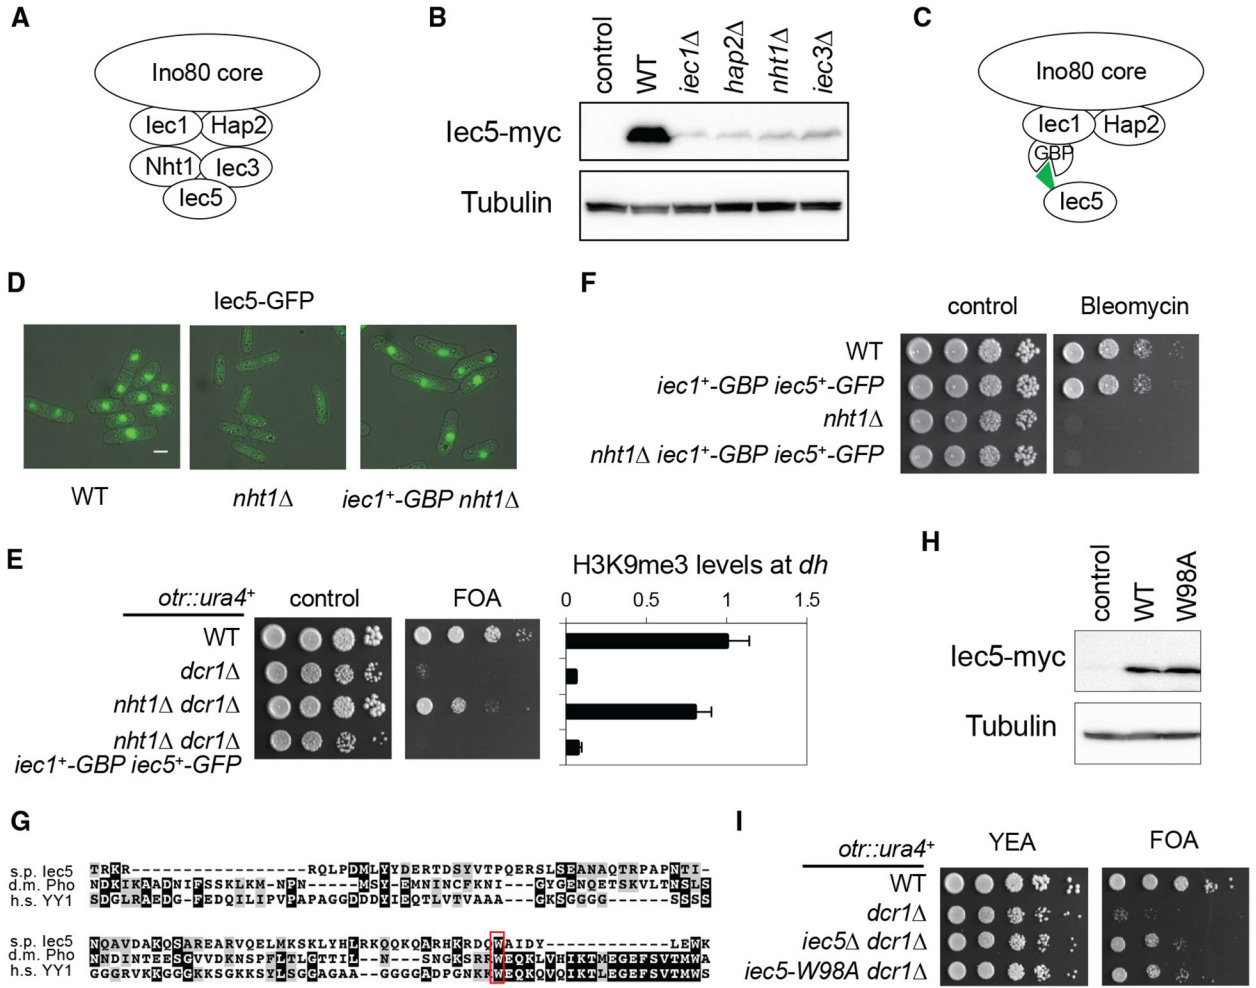 A
Ino80 core
Iec1 Hap2
Nht1 Iec3
Iec5
B
control WT iec1Δ hap2Δ nht1Δ iec3Δ
Iec5-myc
Tubulin
C
Ino80 core
Iec1 Hap2
GBP
Iec5
D
Iec5-GFP
WT nht1Δ iec1+-GBP nht1Δ
F
control Bleomycin
WT
iec1+-GBP iec5+-GFP
nht1Δ
nht1Δ iec1+-GBP iec5+-GFP
E
otr::ura4+ control FOA
WT
dcr1Δ
nht1Δ dcr1Δ
nht1Δ dcr1Δ
iec1+-GBP iec5+-GFP
H3K9me3 levels at dh
0 0.5 1 1.5
H
control WT W98A
Iec5-myc
Tubulin
G
s.p. Iec5 TRKR-----------------RQLPDMLYYDERTDSYVTPQERSLSEANAQTRPAPNTI-
d.m. Pho NDKIKAADNIFSSKLKM-NPN------MSY-EMNINCFKNI---GYGENQETSKVLTNSLS
h.s. YY1 SDGLRAEDG-FEDQILIPVPAPAGGDDDYIEQTLVTVAAA---GKSGGGG-----SSSS
s.p. Iec5 NQAVDAKQSAREARVQELMKSKLYHLRKQQKQARHKRDQWAIDY------------LEWK
d.m. Pho NNDINTEESGVVDKNSPFLTLGTTIL---RNSKG---NKRWEQKLVHIKTMEGEFSVTMWA
h.s. YY1 GGGRVKKGGGKKSGKKSYLSGGAGAA---GGGGADPGNKKWEQKQVQIKTLEGEFSVTMWS
I
otr::ura4+ YEA FOA
WT
dcr1Δ
iec5Δ dcr1Δ
iec5-W98A dcr1Δ